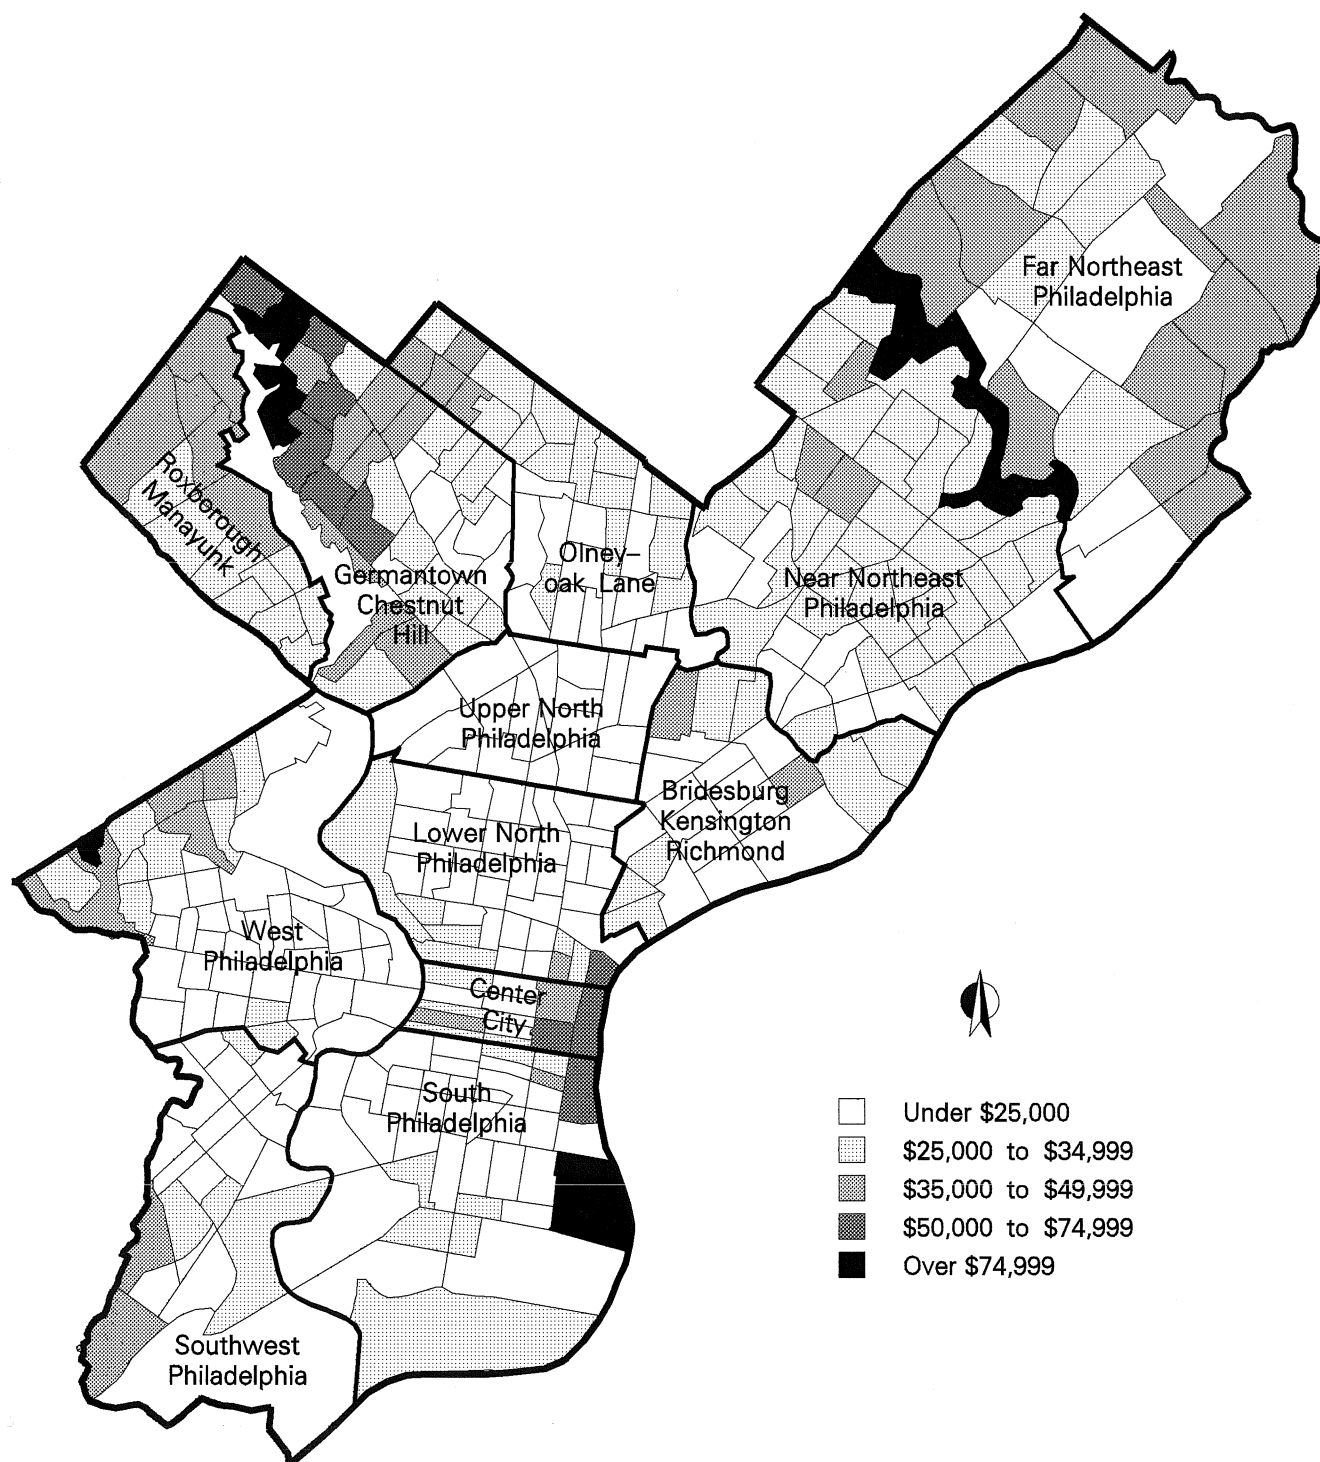 Far Northeast
Philadelphia
Roxborough
Manayunk
Germantown
Chestnut
Hill
Olney–
oak Lane
Near Northeast
Philadelphia
Upper North
Philadelphia
Bridesburg
Kensington
Richmond
Lower North
Philadelphia
West
Philadelphia
Center
City
South
Philadelphia
Southwest
Philadelphia
Under $25,000
$25,000 to $34,999
$35,000 to $49,999
$50,000 to $74,999
Over $74,999